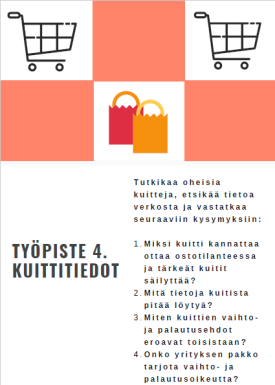 TYÖPISTE 4.
KUITTITIEDOT
Tutkikaa oheisia
kuitteja, etsikää tietoa
verkosta ja vastatkaa
seuraaviin kysymyksiin:
1. Miksi kuitti kannattaa
ottaa ostotilanteessa
ja tärkeät kuitit
säilyttää?
2. Mitä tietoja kuitista
pitää löytyä?
3. Miten kuittien vaihto-
ja palautusehdot
eroavat toisistaan?
4. Onko yrityksen pakko
tarjota vaihto- ja
palautusoikeutta?